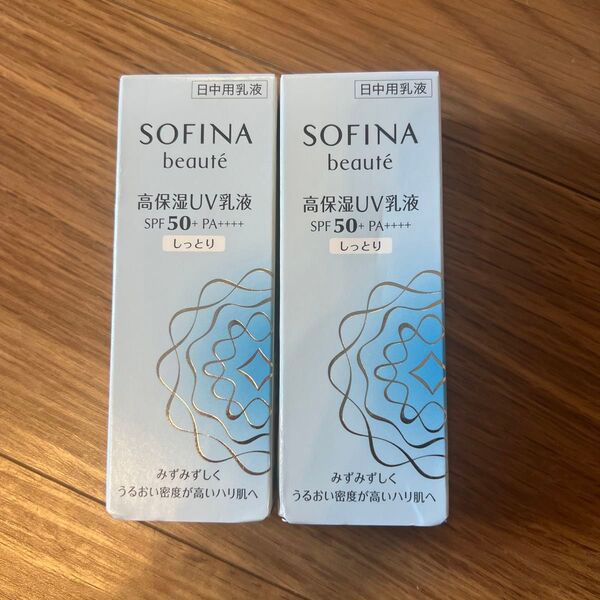 日中用乳液
SOFINA
beauté
高保湿UV乳液
SPF 50+ PA++++
しっとり
みずみずしく
うるおい密度が高いハリ肌へ
日中用乳液
SOFINA
beauté
高保湿UV乳液
SPF 50+ PA++++
しっとり
みずみずしく
うるおい密度が高いハリ肌へ